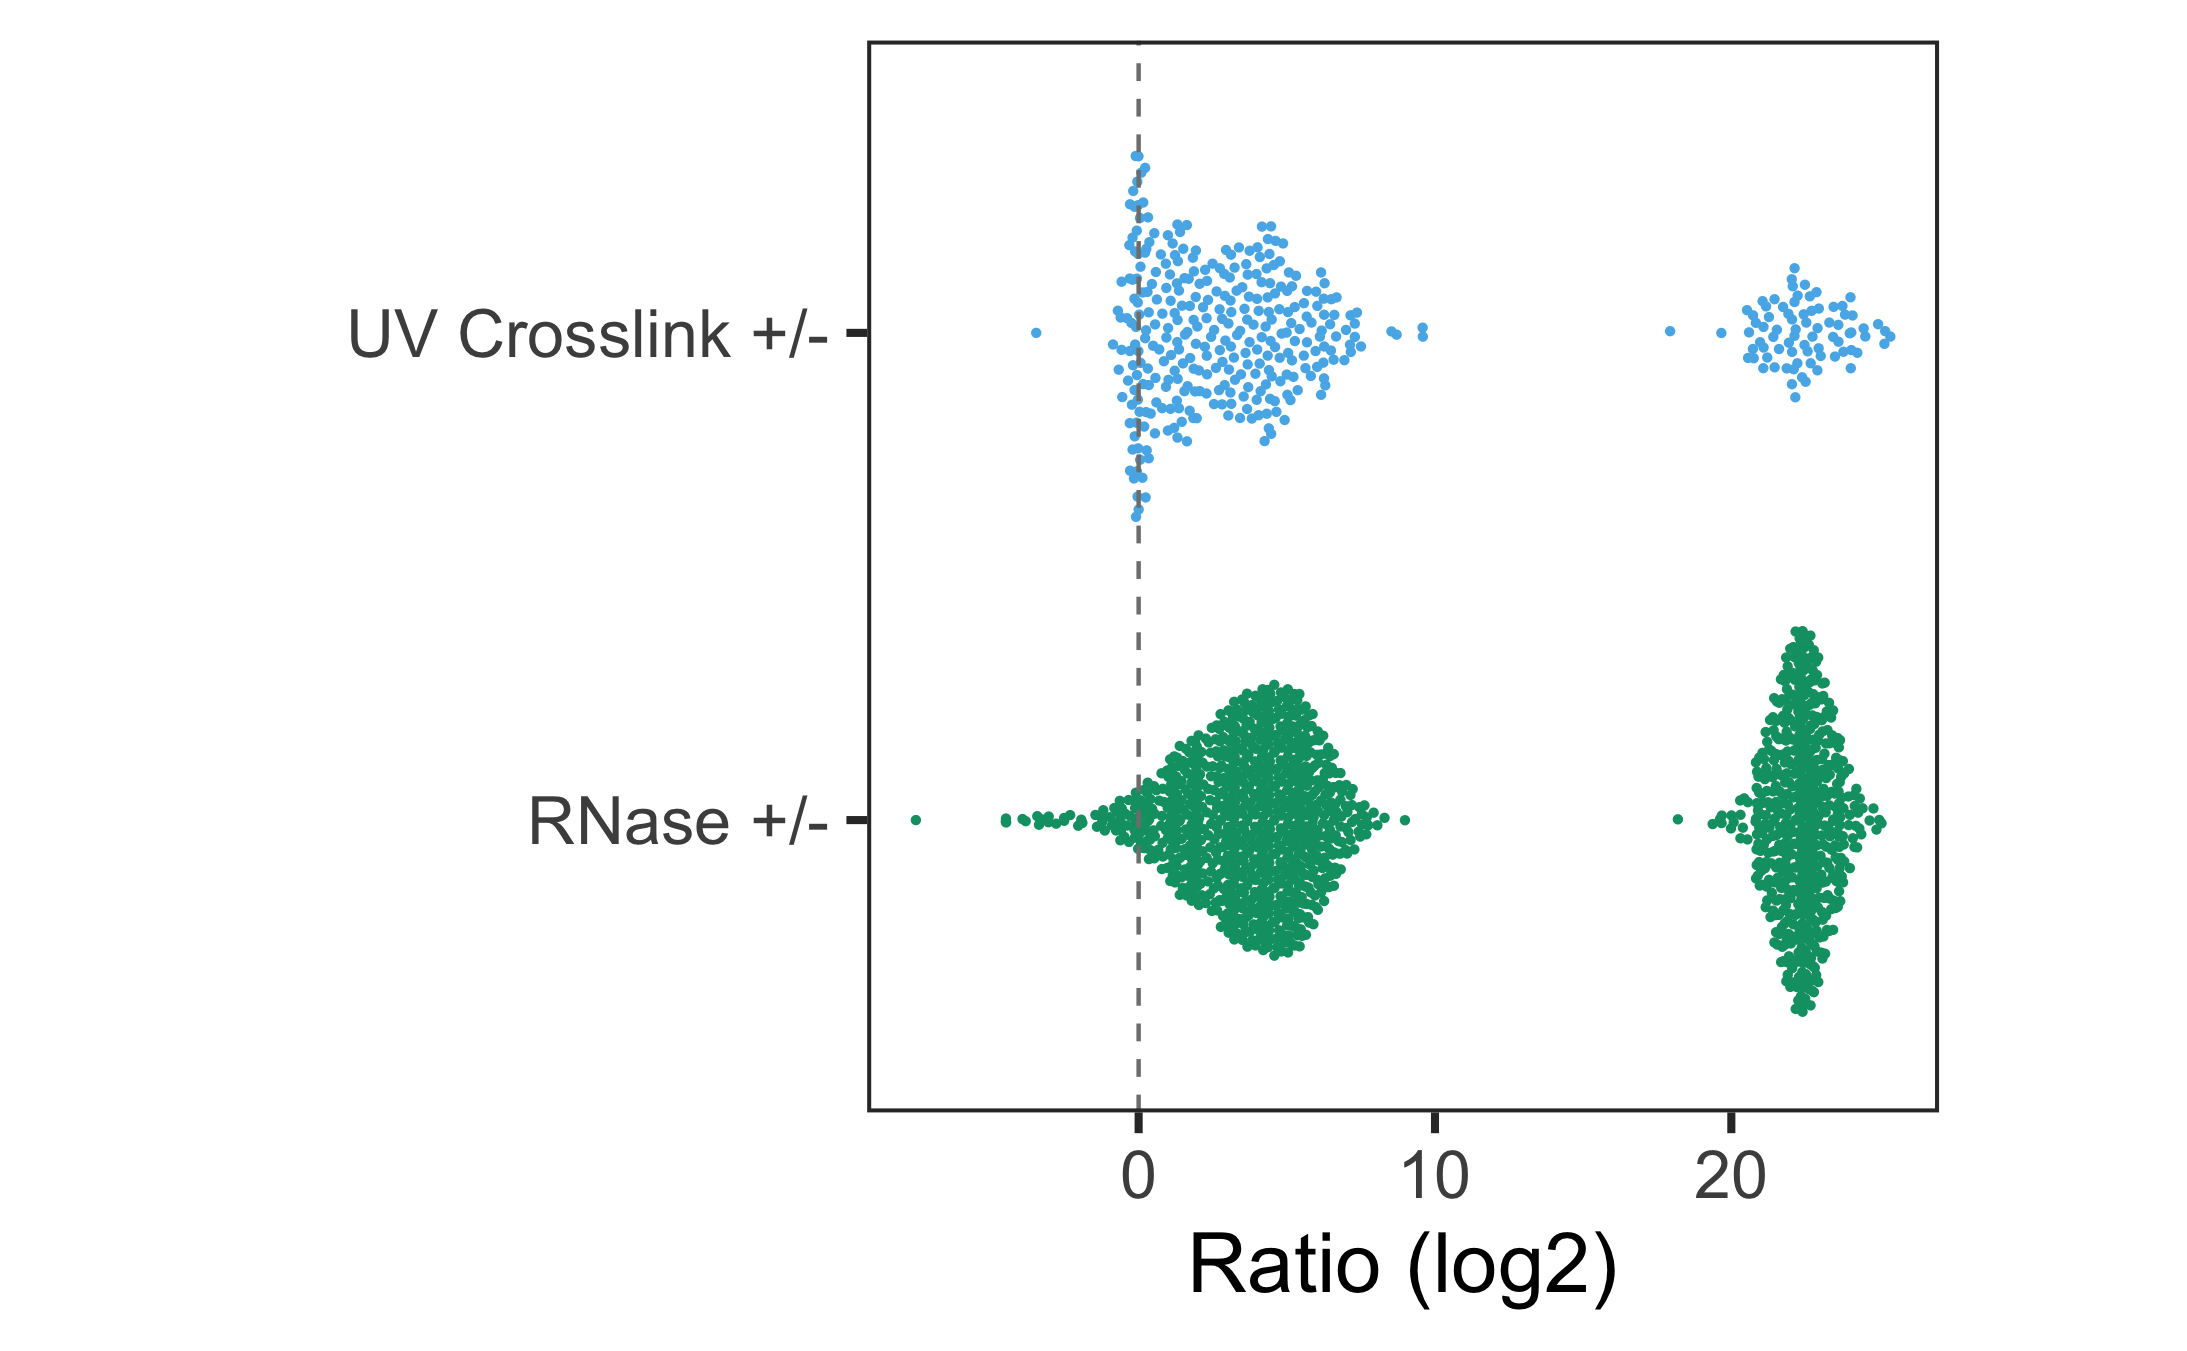 UV Crosslink +/-
RNase +/-
0 10 20
Ratio (log2)